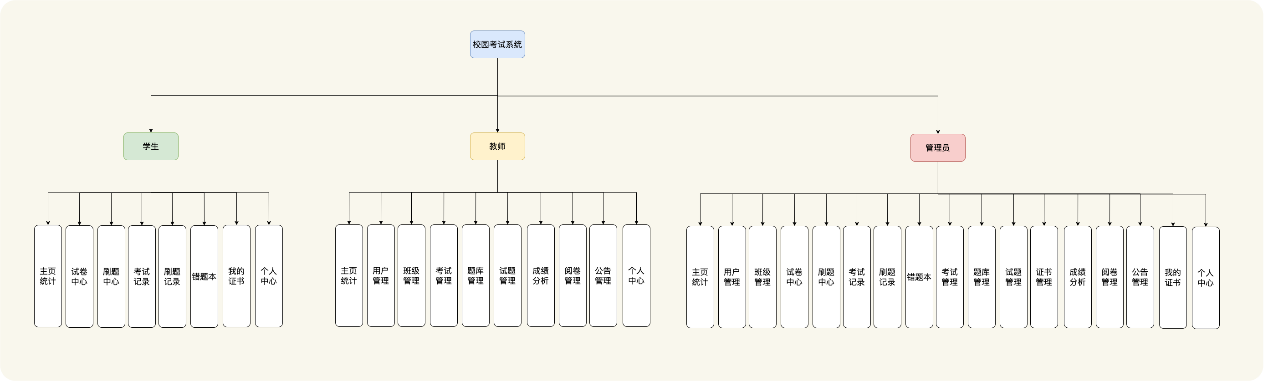 校园考试系统
学生
教师
管理员
主页
统计
试卷
中心
刷题
中心
考试
记录
刷题
记录
错题本
我的
证书
个人
中心
主页
统计
用户
管理
班级
管理
考试
管理
题库
管理
试题
管理
成绩
分析
阅卷
管理
公告
管理
个人
中心
主页
统计
用户
管理
班级
管理
试卷
中心
刷题
中心
考试
记录
刷题
记录
错题本
考试
管理
题库
管理
试题
管理
证书
管理
成绩
分析
阅卷
管理
公告
管理
我的
证书
个人
中心